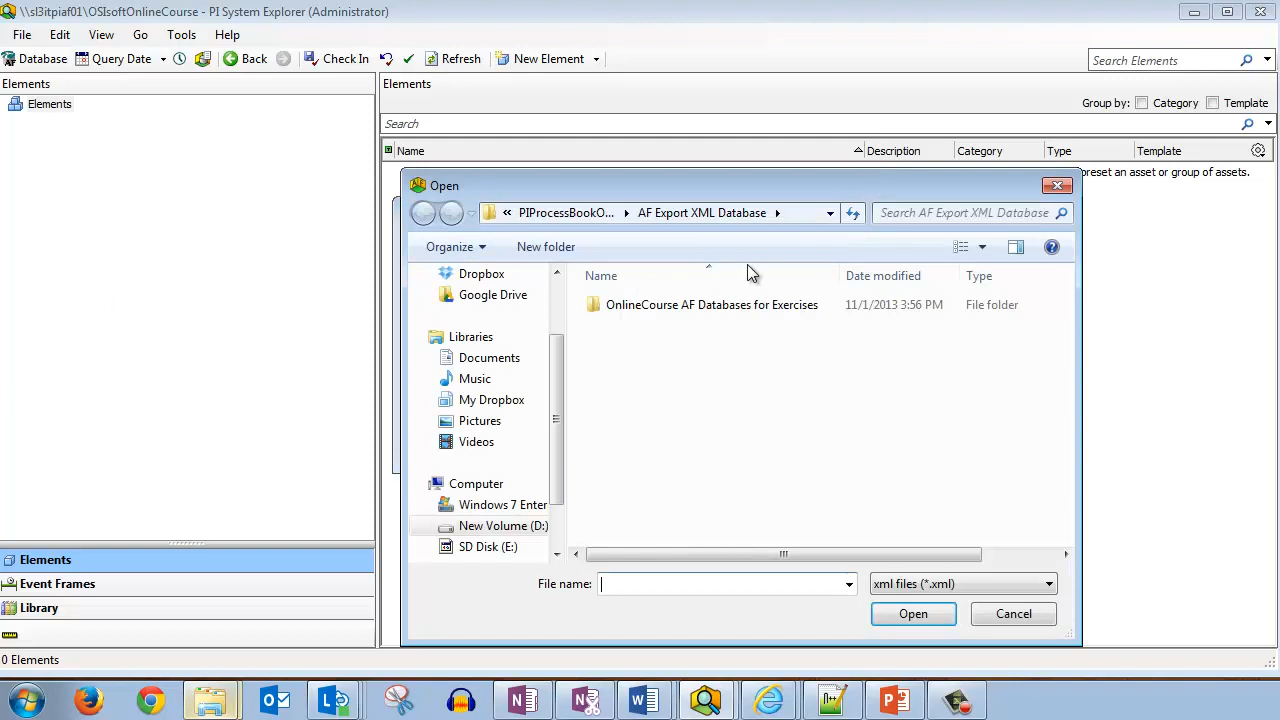 \\sl3itpiaf01\OSIsoftOnlineCourse - PI System Explorer (Administrator)
File Edit View Go Tools Help
Database Query Date Back Check In Refresh New Element Search Elements
Elements
Elements
Elements
Group by: Category Template
Search
Name Description Category Type Template
preset an asset or group of assets.
Open
« PIProcessBookO... AF Export XML Database Search AF Export XML Database
Organize New folder
Name Date modified Type
OnlineCourse AF Databases for Exercises 11/1/2013 3:56 PM File folder
Dropbox
Google Drive
Libraries
Documents
Music
My Dropbox
Pictures
Videos
Computer
Windows 7 Enter
New Volume (D:)
SD Disk (E:)
File name: xml files (*.xml)
Open Cancel
Elements
Event Frames
Library
0 Elements